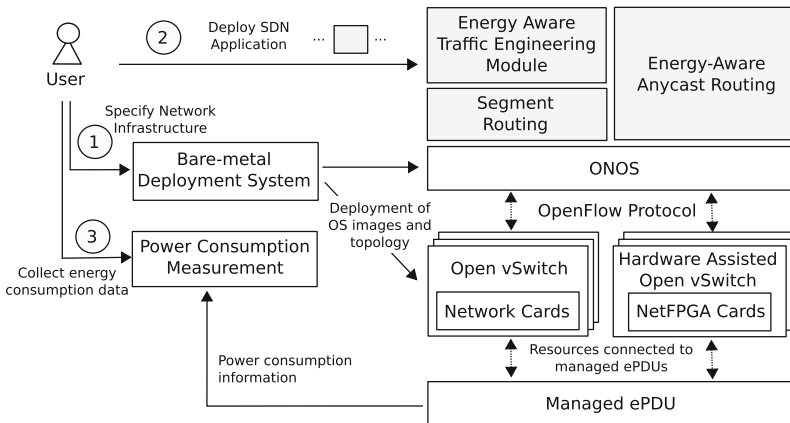 2
Deploy SDN
Application
... ...
Energy Aware
Traffic Engineering
Module
Energy-Aware
Anycast Routing
User
Segment
Routing
Specify Network
Infrastructure
1
Bare-metal
Deployment System
ONOS
Deployment of
OS images and
topology
OpenFlow Protocol
3
Power Consumption
Measurement
Collect energy
consumption data
Open vSwitch
Network Cards
Hardware Assisted
Open vSwitch
NetFPGA Cards
Resources connected to
managed ePDUs
Power consumption
information
Managed ePDU